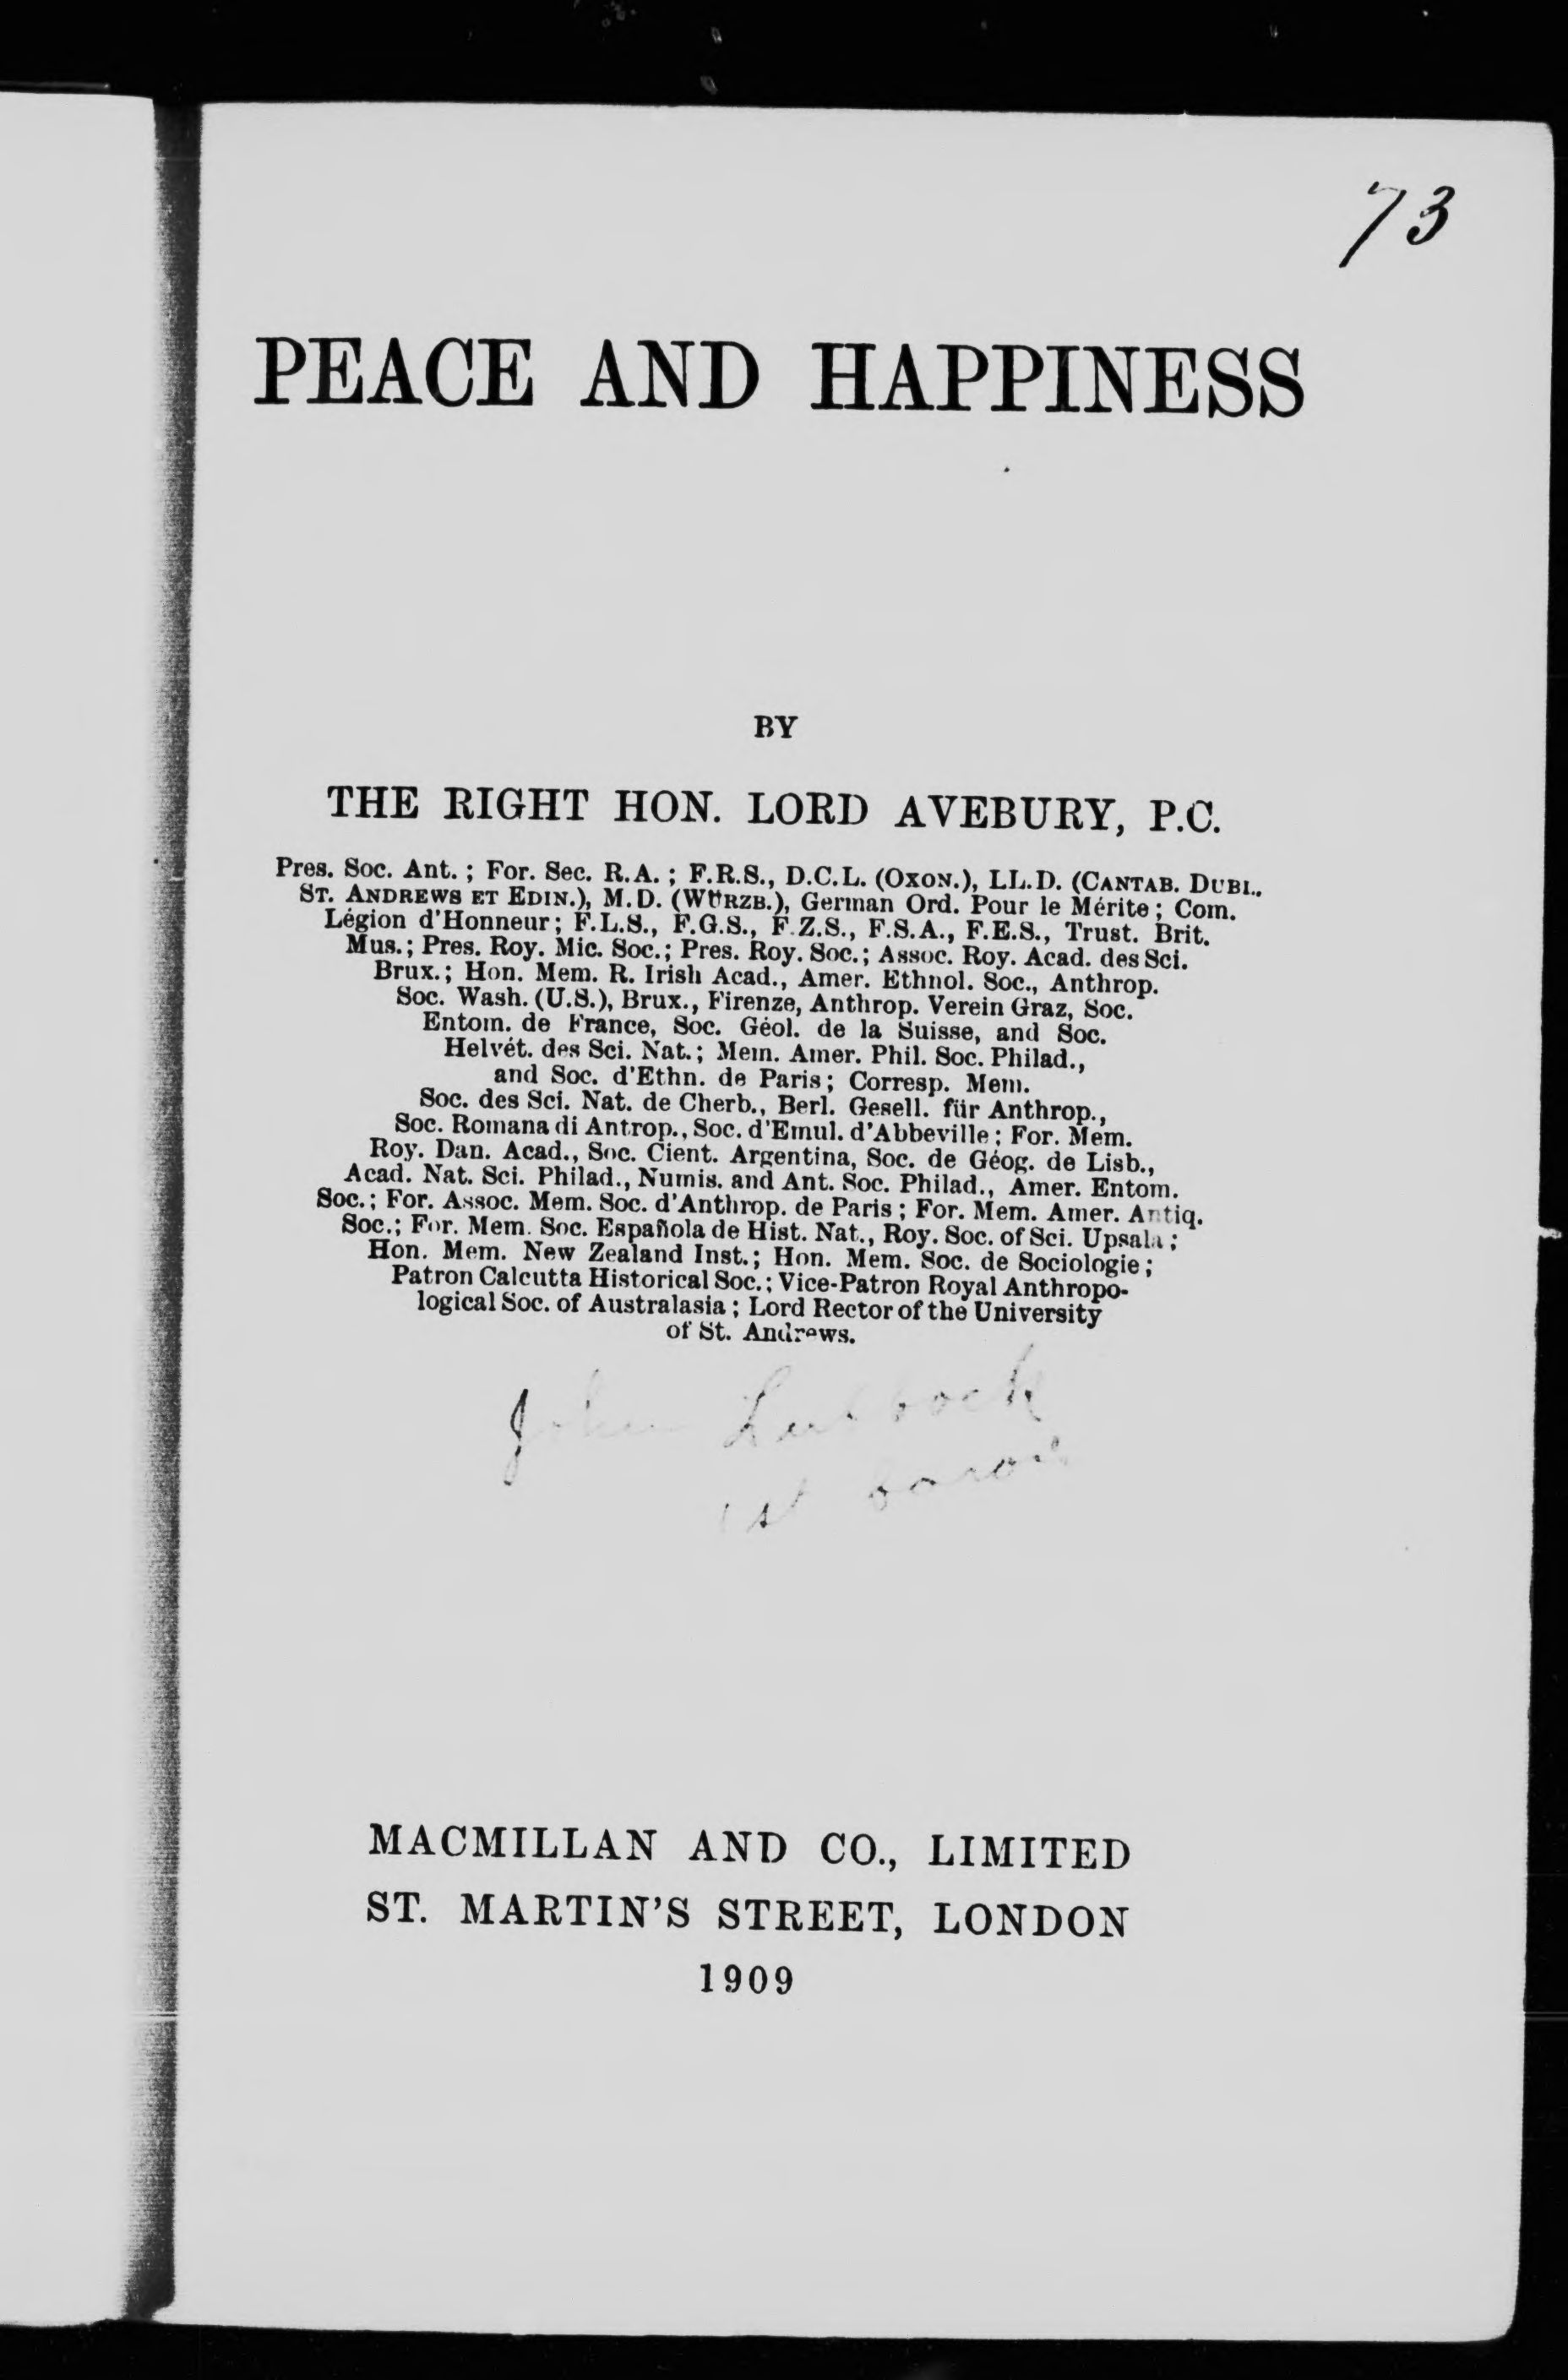 73
PEACE AND HAPPINESS
BY
THE RIGHT HON. LORD AVEBURY, P.C.
Pres. Soc. Ant. ; For. Sec. R.A. ; F.R.S., D.C.L. (OXON.), LL.D. (CANTAB. DUBL.,
ST. ANDREWS ET EDIN.), M.D. (WÜRZB.), German Ord. Pour le Mérite ; Com.
Légion d'Honneur ; F.L.S., F.G.S., F.Z.S., F.S.A., F.E.S., Trust. Brit.
Mus. ; Pres. Roy. Mic. Soc. ; Pres. Roy. Soc. ; Assoc. Roy. Acad. des Sci.
Brux. ; Hon. Mem. R. Irish Acad., Amer. Ethnol. Soc., Anthrop.
Soc. Wash. (U.S.), Brux., Firenze, Anthrop. Verein Graz, Soc.
Entom. de France, Soc. Géol. de la Suisse, and Soc.
Helvét. des Sci. Nat. ; Mem. Amer. Phil. Soc. Philad.,
and Soc. d'Ethn. de Paris ; Corresp. Mem.
Soc. des Sci. Nat. de Cherb., Berl. Gesell. für Anthrop.,
Soc. Romana di Antrop., Soc. d'Emul. d'Abbeville ; For. Mem.
Roy. Dan. Acad., Soc. Cient. Argentina, Soc. de Géog. de Lisb.,
Acad. Nat. Sci. Philad., Numis. and Ant. Soc. Philad., Amer. Entom.
Soc. ; For. Assoc. Mem. Soc. d'Anthrop. de Paris ; For. Mem. Amer. Antiq.
Soc. ; For. Mem. Soc. Española de Hist. Nat., Roy. Soc. of Sci. Upsala ;
Hon. Mem. New Zealand Inst. ; Hon. Mem. Soc. de Sociologie ;
Patron Calcutta Historical Soc. ; Vice-Patron Royal Anthropo-
logical Soc. of Australasia ; Lord Rector of the University
of St. Andrews.
John Lubbock
1st baron
MACMILLAN AND CO., LIMITED
ST. MARTIN'S STREET, LONDON
1909